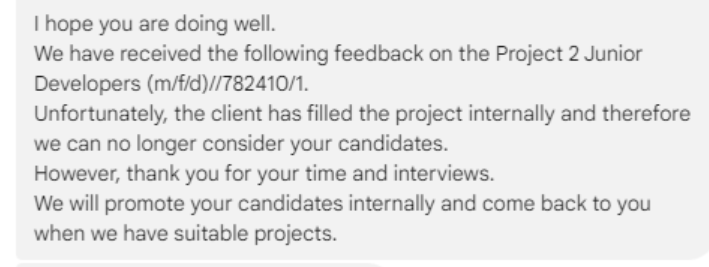 I hope you are doing well.
We have received the following feedback on the Project 2 Junior
Developers (m/f/d)//782410/1.
Unfortunately, the client has filled the project internally and therefore
we can no longer consider your candidates.
However, thank you for your time and interviews.
We will promote your candidates internally and come back to you
when we have suitable projects.